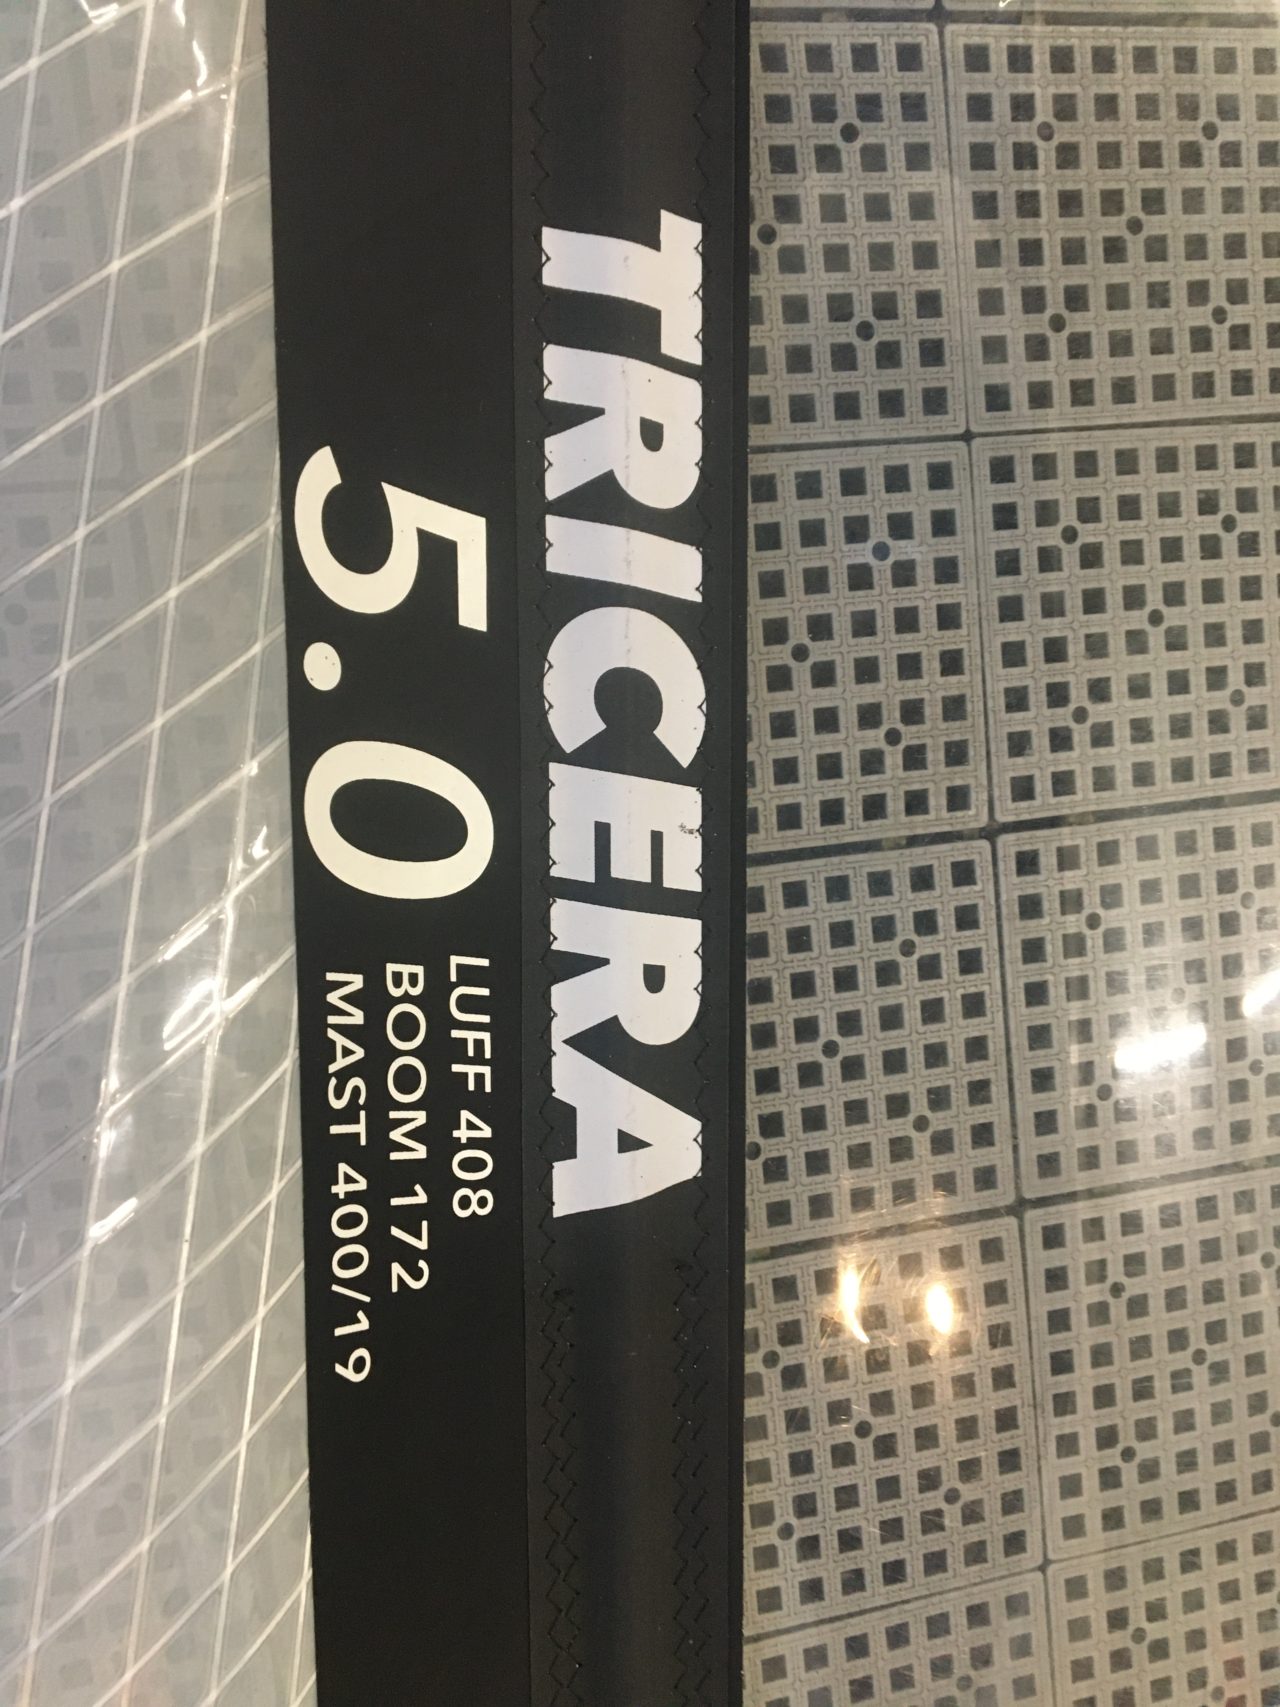 TRICERA
5.0
LUFF 408
BOOM 172
MAST 400/19